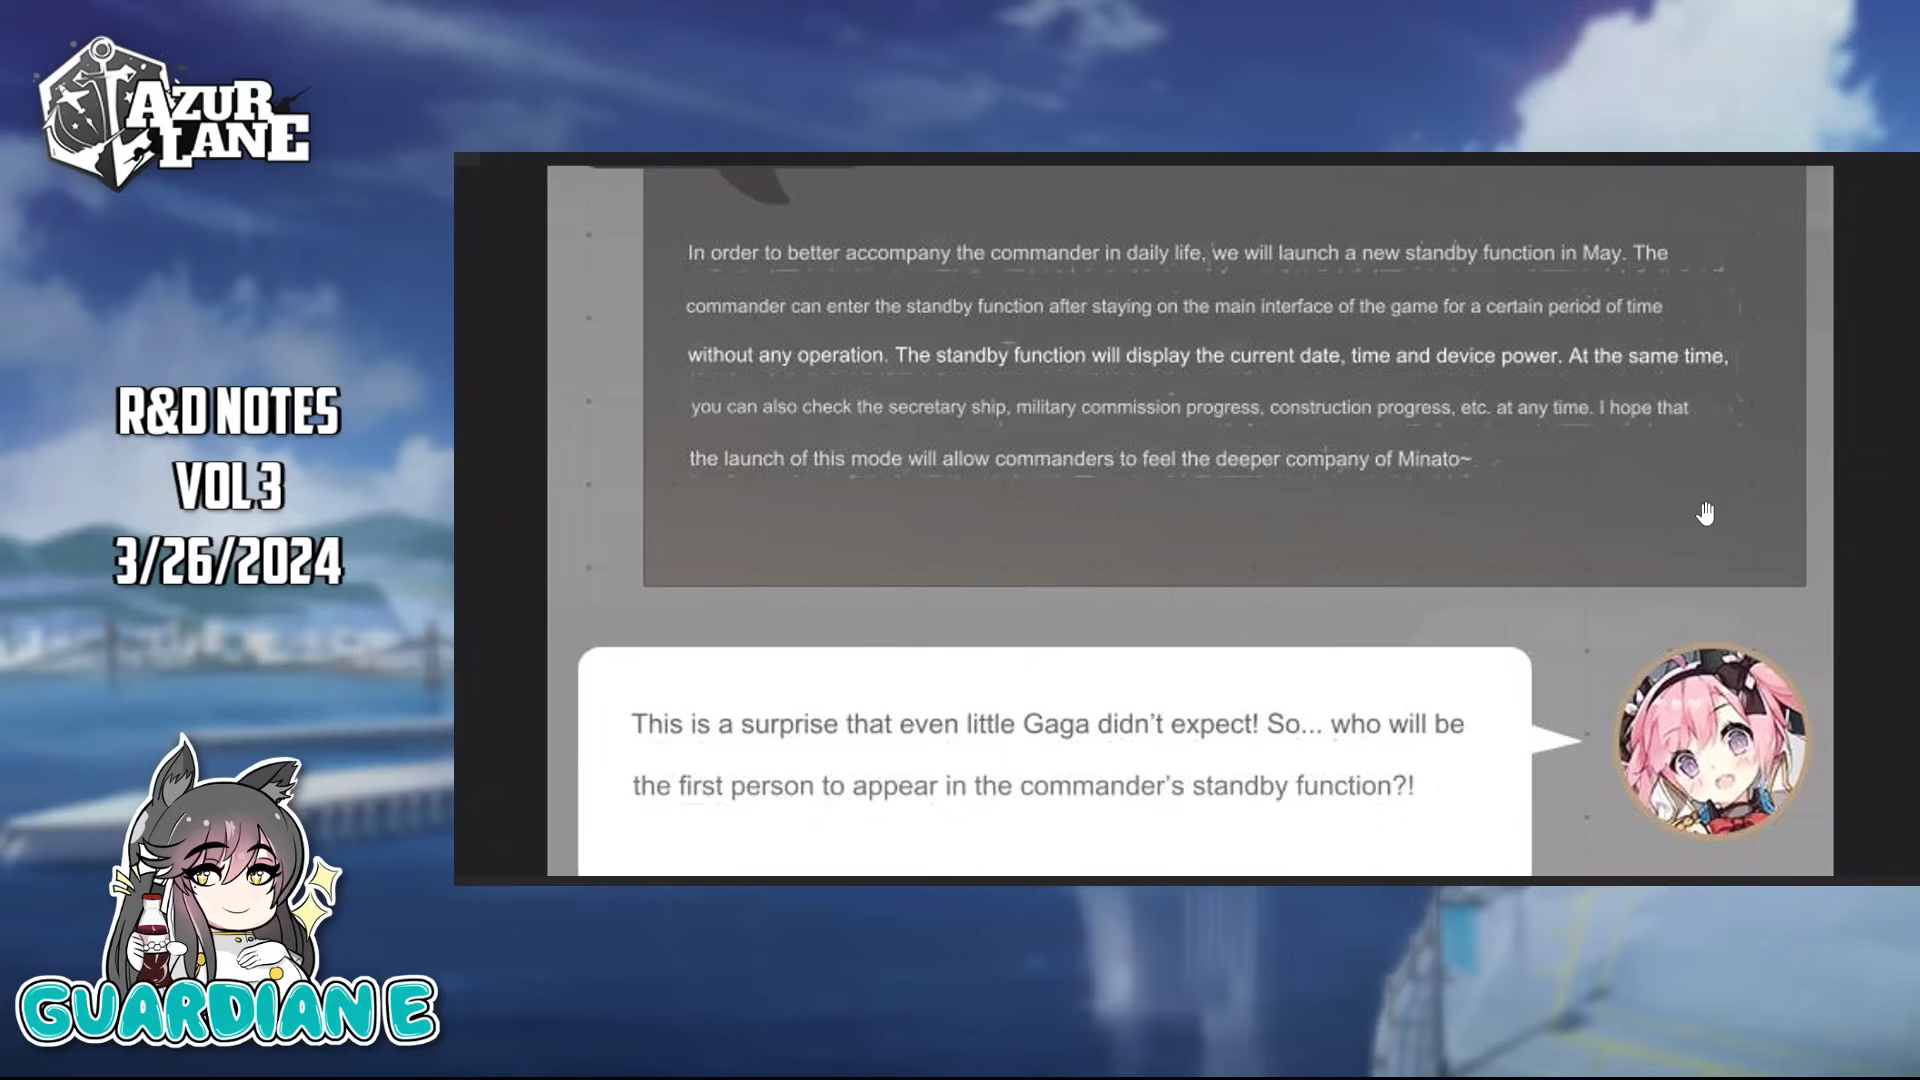 AZUR
LANE
R&D NOTES
VOL 3
3/26/2024
GUARDIAN E
In order to better accompany the commander in daily life, we will launch a new standby function in May. The
commander can enter the standby function after staying on the main interface of the game for a certain period of time
without any operation. The standby function will display the current date, time and device power. At the same time,
you can also check the secretary ship, military commission progress, construction progress, etc. at any time. I hope that
the launch of this mode will allow commanders to feel the deeper company of Minato~
This is a surprise that even little Gaga didn't expect! So... who will be
the first person to appear in the commander's standby function?!